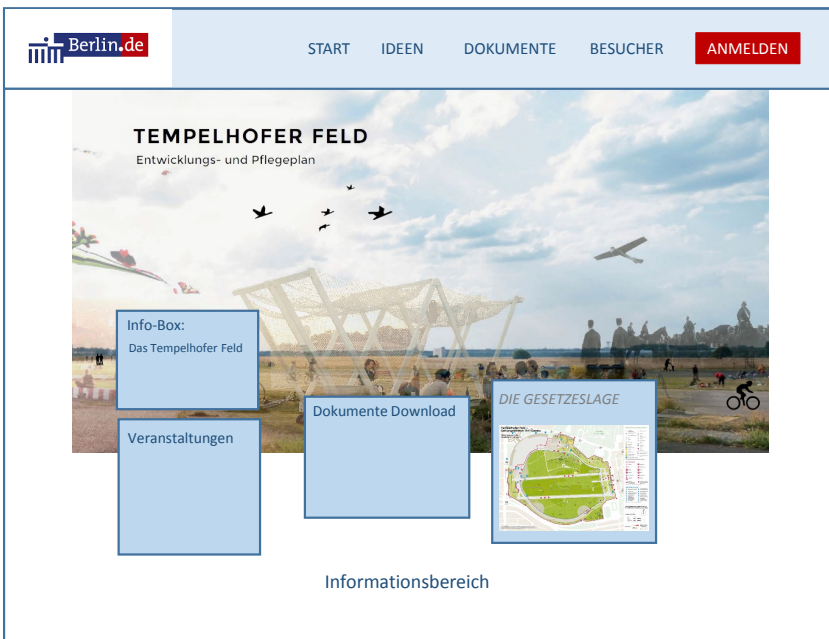 Berlin.de
START IDEEN DOKUMENTE BESUCHER ANMELDEN
TEMPELHOFER FELD
Entwicklungs- und Pflegeplan
Info-Box:
Das Tempelhofer Feld
Veranstaltungen
Dokumente Download
DIE GESETZESLAGE
Informationsbereich